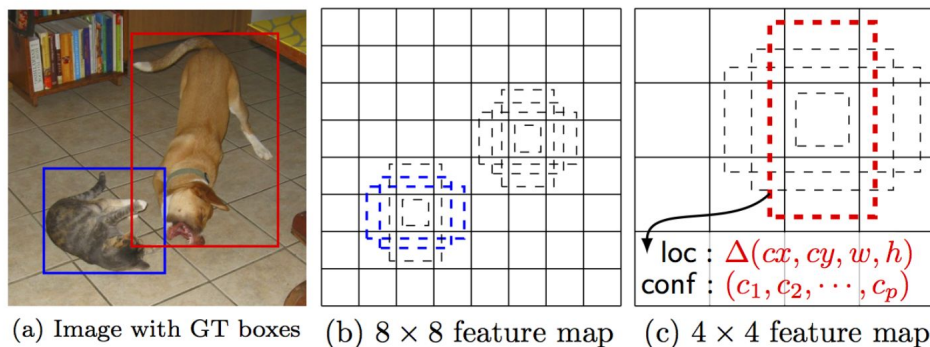 loc : Δ(cx, cy, w, h)
conf : (c₁, c₂, ⋯, cₚ)
(a) Image with GT boxes
(b) 8 × 8 feature map
(c) 4 × 4 feature map